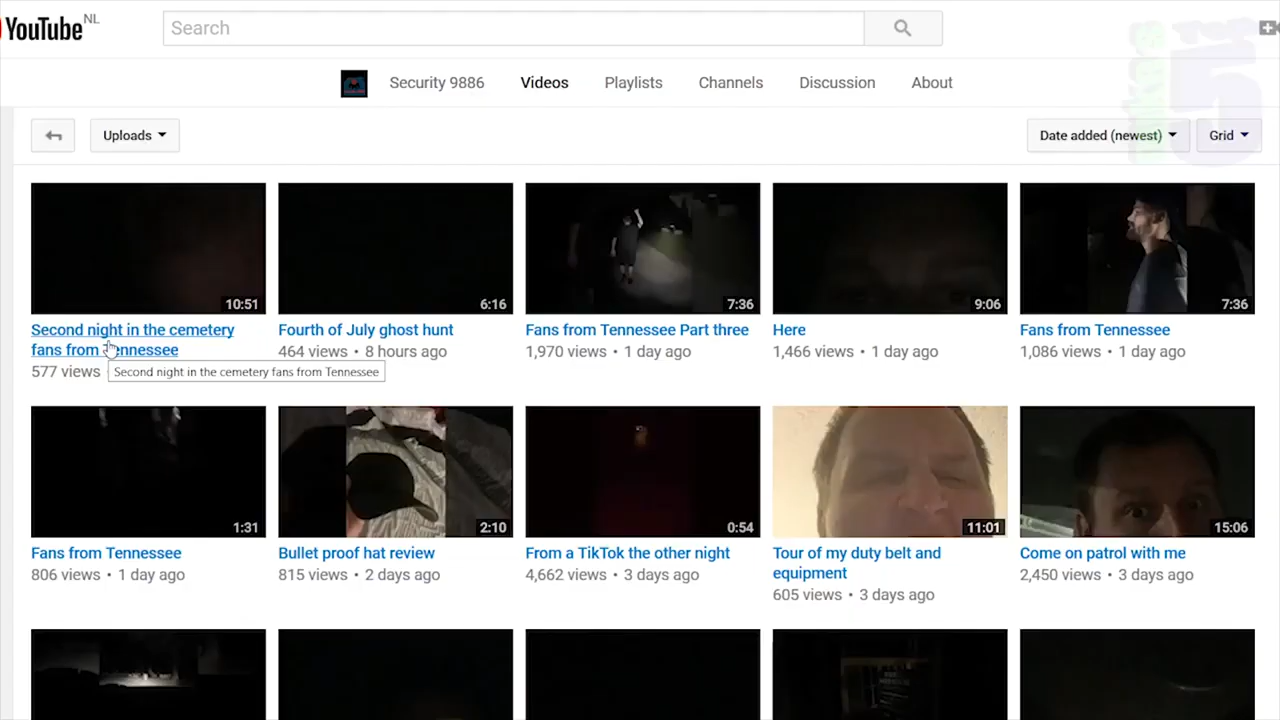 YouTube NL
Search
Security 9886 Videos Playlists Channels Discussion About
Uploads
Date added (newest) Grid
10:51
6:16
7:36
9:06
7:36
Second night in the cemetery
fans from Tennessee
577 views
Second night in the cemetery fans from Tennessee
Fourth of July ghost hunt
464 views • 8 hours ago
Fans from Tennessee Part three
1,970 views • 1 day ago
Here
1,466 views • 1 day ago
Fans from Tennessee
1,086 views • 1 day ago
1:31
2:10
0:54
11:01
15:06
Fans from Tennessee
806 views • 1 day ago
Bullet proof hat review
815 views • 2 days ago
From a TikTok the other night
4,662 views • 3 days ago
Tour of my duty belt and
equipment
605 views • 3 days ago
Come on patrol with me
2,450 views • 3 days ago